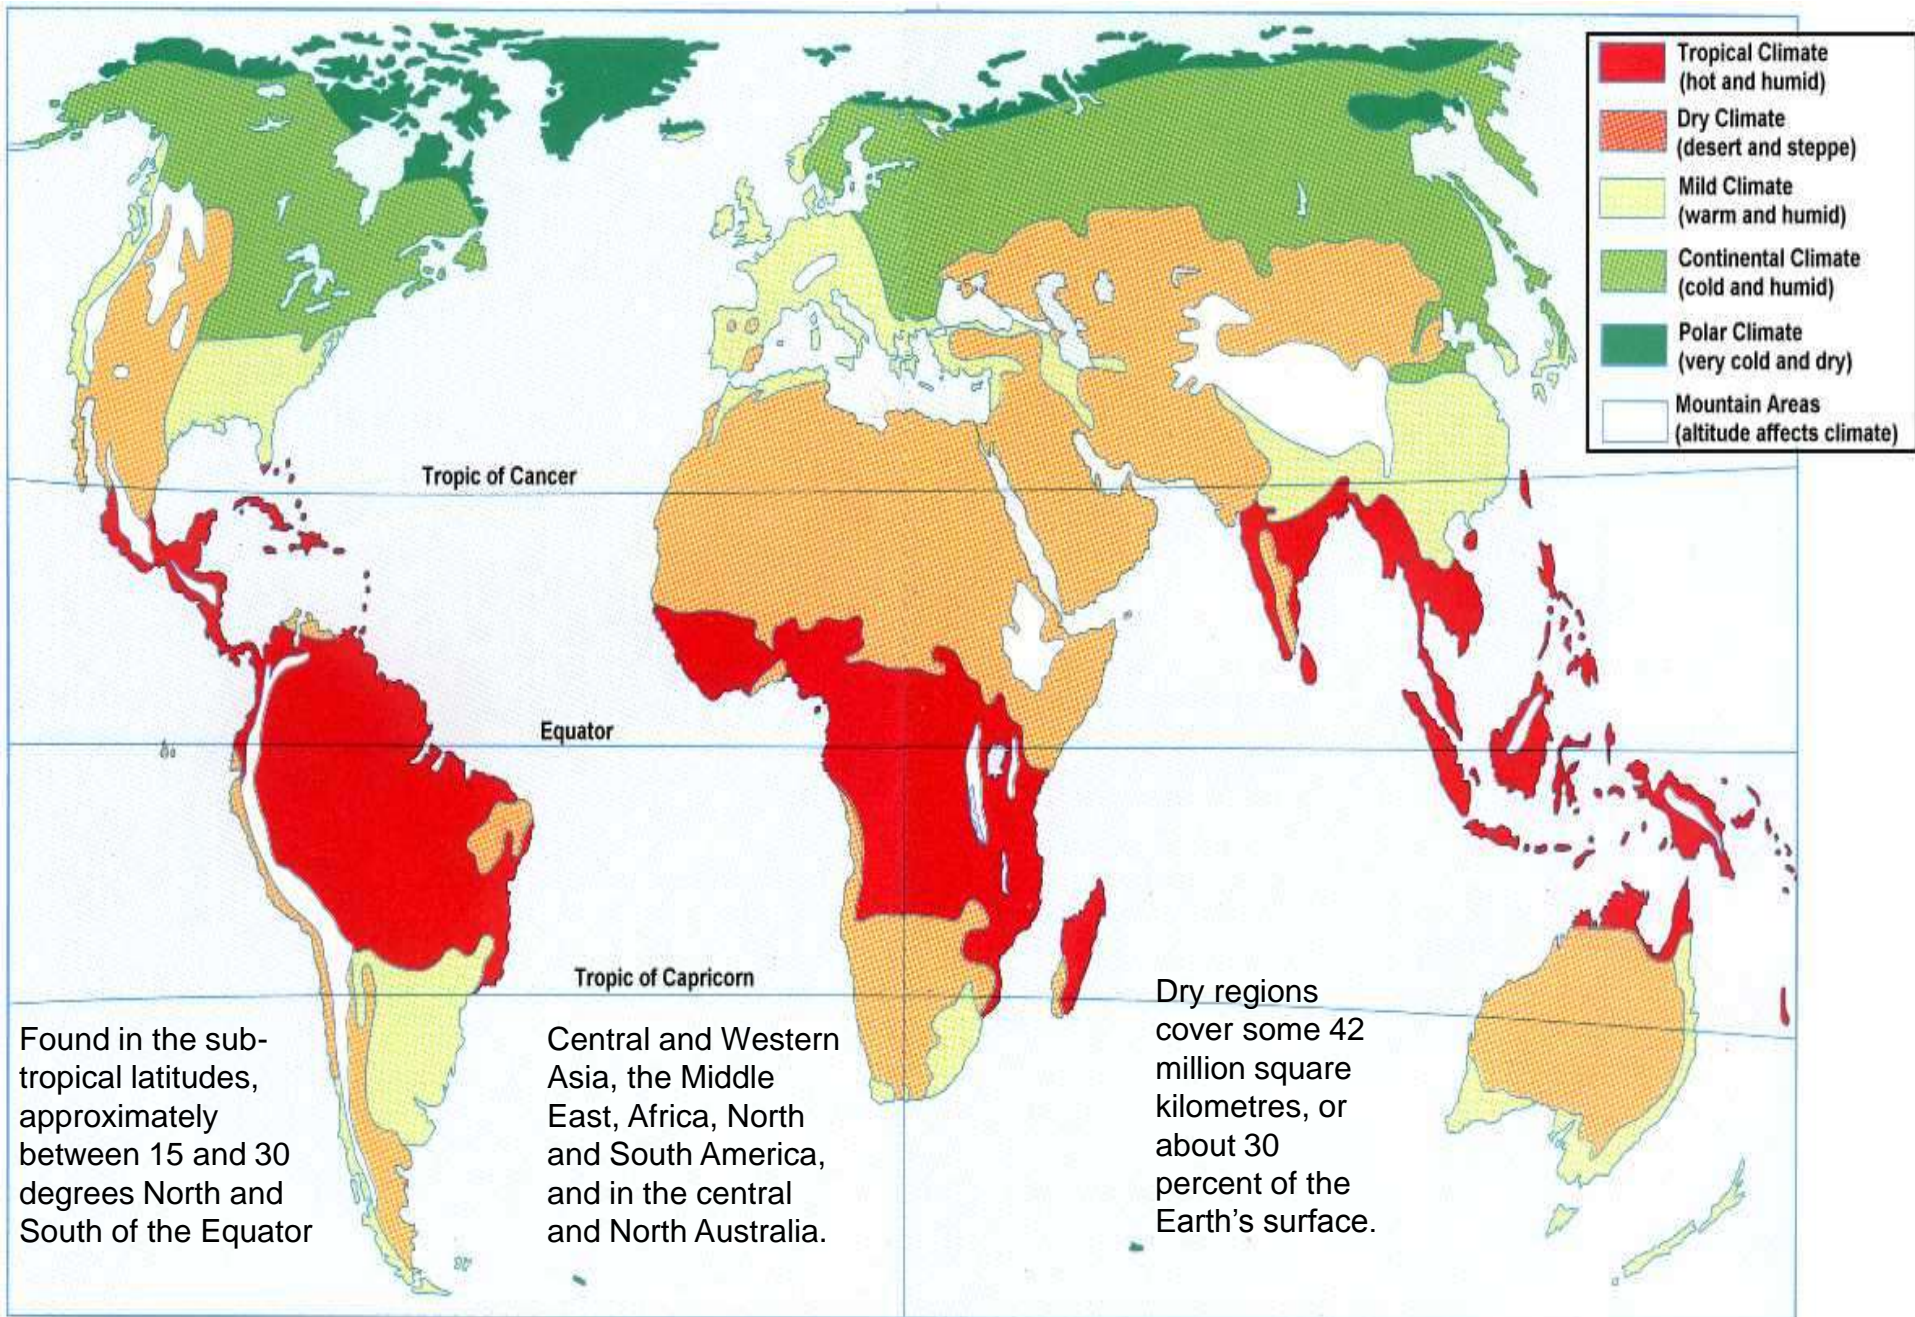 Tropical Climate
(hot and humid)
Dry Climate
(desert and steppe)
Mild Climate
(warm and humid)
Continental Climate
(cold and humid)
Polar Climate
(very cold and dry)
Mountain Areas
(altitude affects climate)
Tropic of Cancer
Equator
Tropic of Capricorn
Found in the sub-
tropical latitudes,
approximately
between 15 and 30
degrees North and
South of the Equator
Central and Western
Asia, the Middle
East, Africa, North
and South America,
and in the central
and North Australia.
Dry regions
cover some 42
million square
kilometres, or
about 30
percent of the
Earth’s surface.